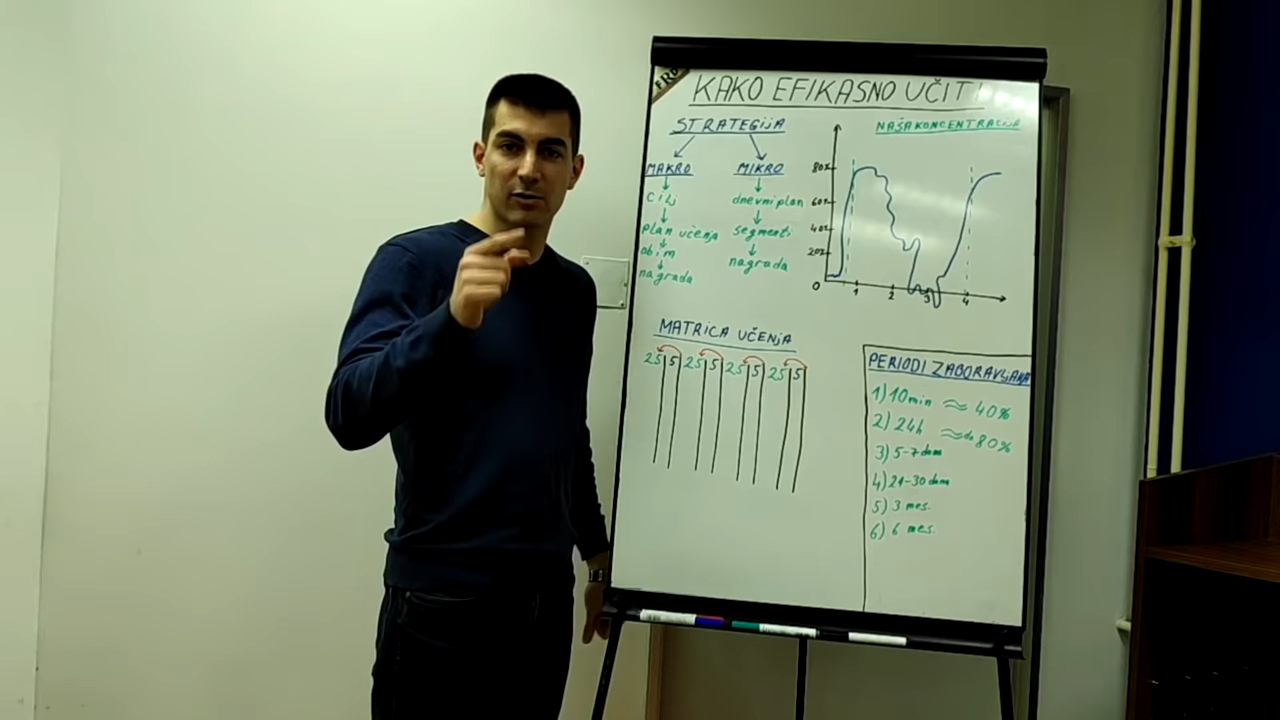 KAKO EFIKASNO UČITI
STRATEGIJA
MAKRO
CILJ
plan učenja
obim
nagrada
MIKRO
dnevni plan
segmenti
nagrada
NAŠA KONCENTRACIJA
80%
60%
40%
20%
0
1 2 3 4
MATRICA UČENJA
25 5 25 5 25 5 25 5
PERIODI ZABORAVLJANJA
1) 10 min ≈ 40%
2) 24h ≈ do 80%
3) 5-7 dana
4) 21-30 dana
5) 3 mes.
6) 6 mes.